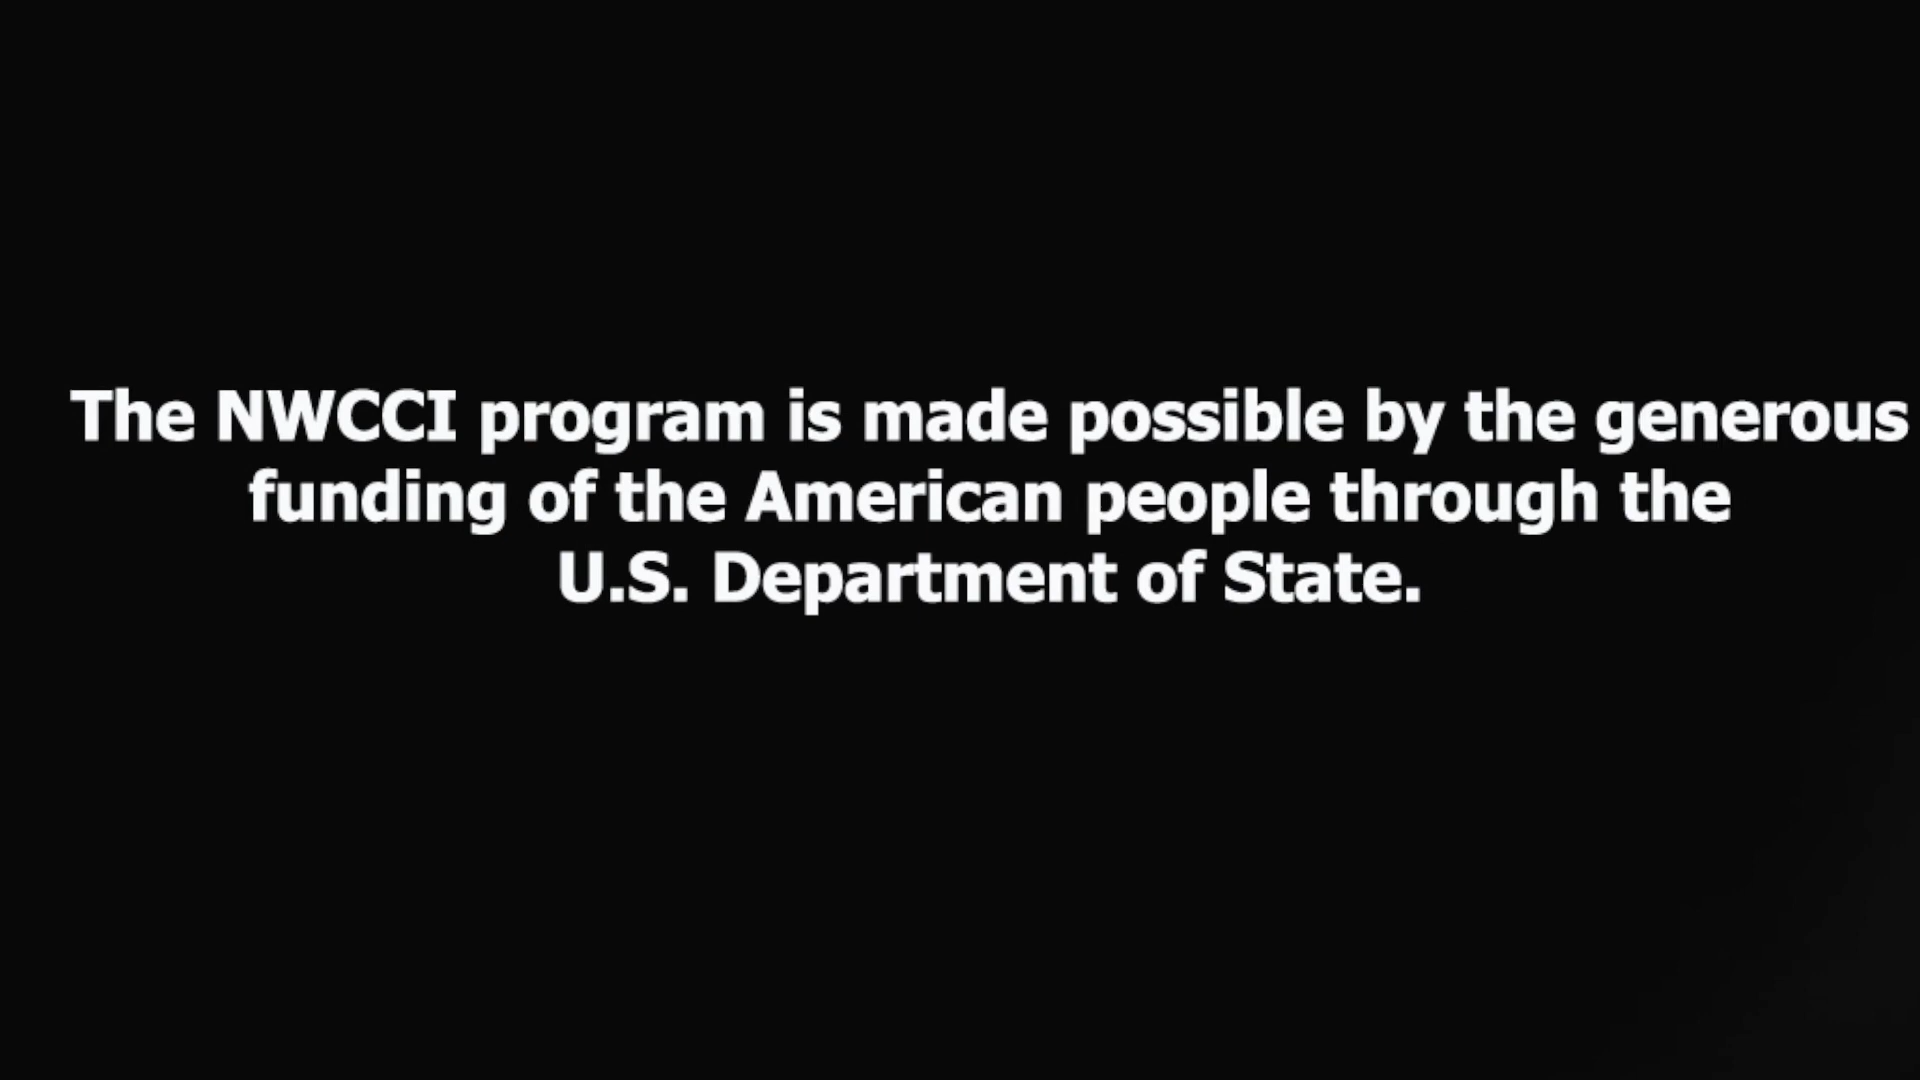 The NWCCI program is made possible by the generous
funding of the American people through the
U.S. Department of State.